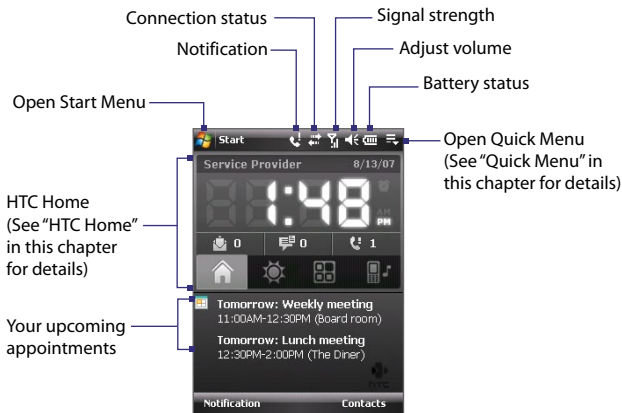 Connection status
Signal strength
Notification
Adjust volume
Battery status
Open Start Menu
Open Quick Menu
(See “Quick Menu” in
this chapter for details)
Start
Service Provider 8/13/07
1:48
AM
PM
0 0 1
HTC Home
(See “HTC Home”
in this chapter
for details)
Your upcoming
appointments
Tomorrow: Weekly meeting
11:00AM-12:30PM (Board room)
Tomorrow: Lunch meeting
12:30PM-2:00PM (The Diner)
hTC
Notification Contacts